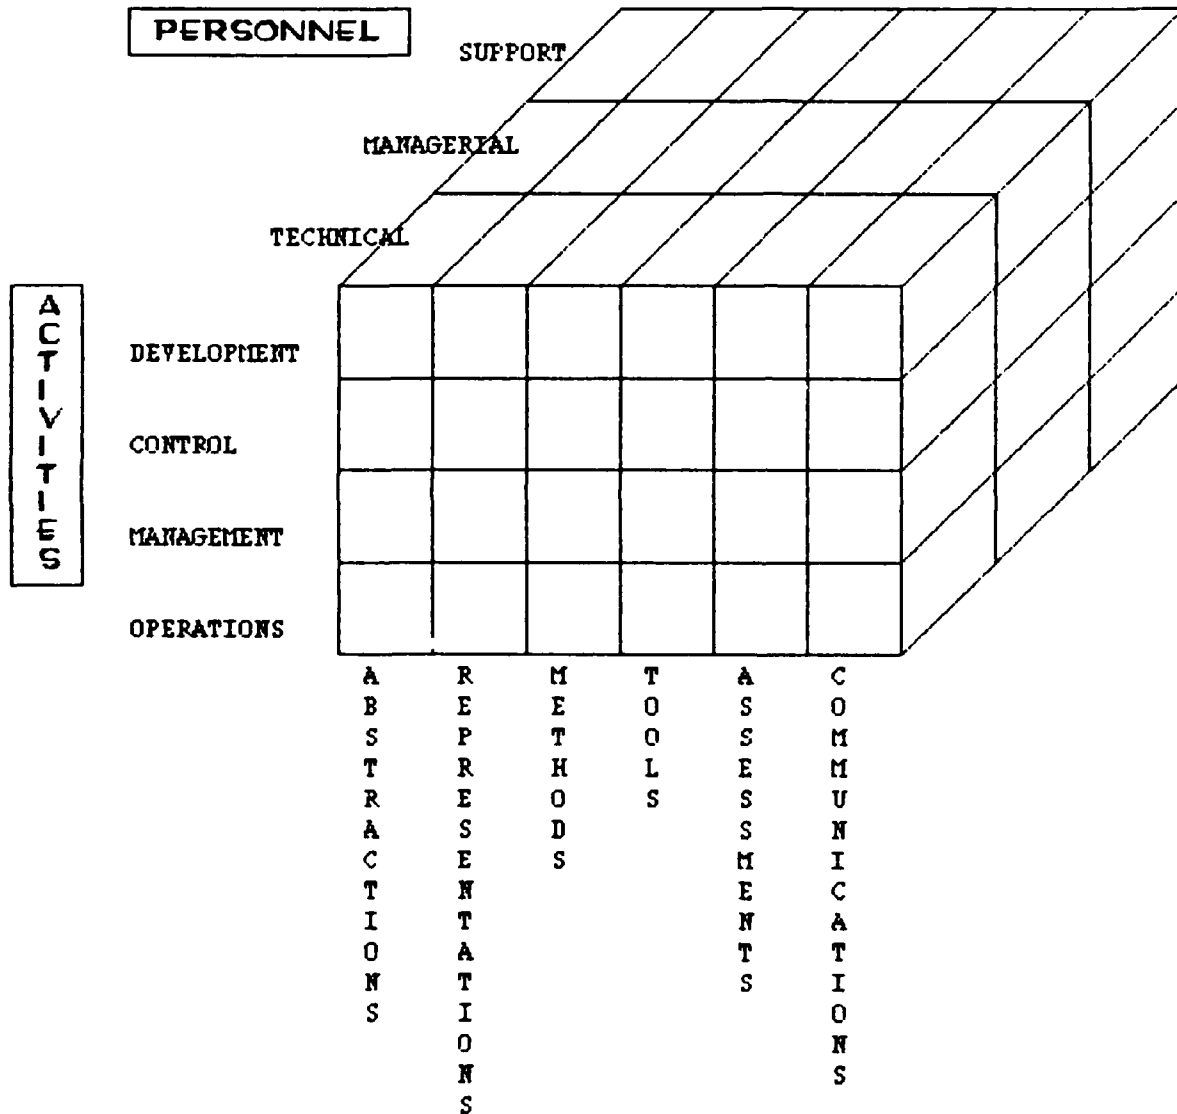 PERSONNEL
SUPPORT
MANAGERIAL
TECHNICAL
ACTIVITIES
DEVELOPMENT
CONTROL
MANAGEMENT
OPERATIONS
ABSTRACTIONS
REPRESENTATIONS
METHODS
TOOLS
ASSESSMENTS
COMMUNICATIONS